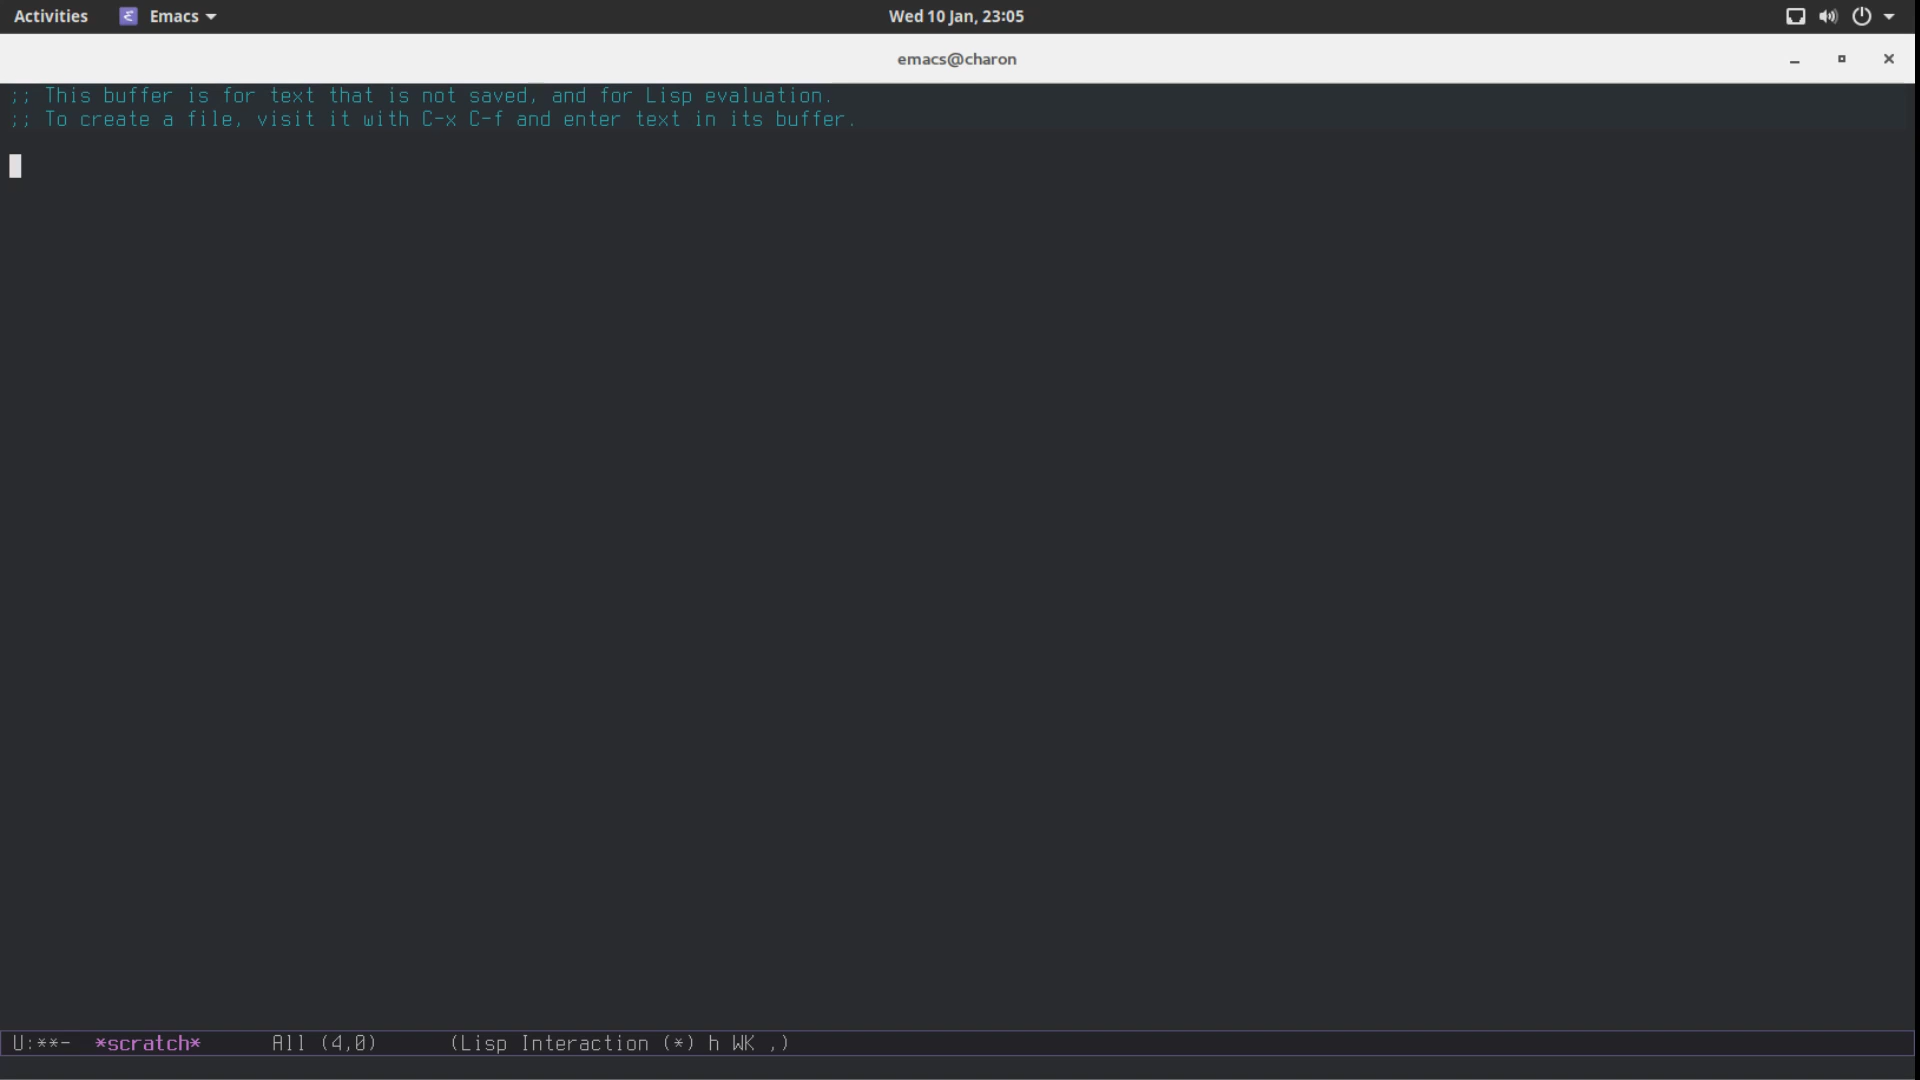 Activities Emacs Wed 10 Jan, 23:05
emacs@charon
;; This buffer is for text that is not saved, and for Lisp evaluation.
;; To create a file, visit it with C-x C-f and enter text in its buffer.
U:**- *scratch* All (4,0) (Lisp Interaction (*) h WK ,)